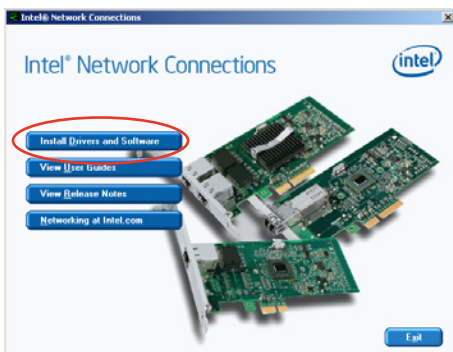 Intel® Network Connections
Intel® Network Connections
intel
Install Drivers and Software
View User Guides
View Release Notes
Networking at Intel.com
Exit